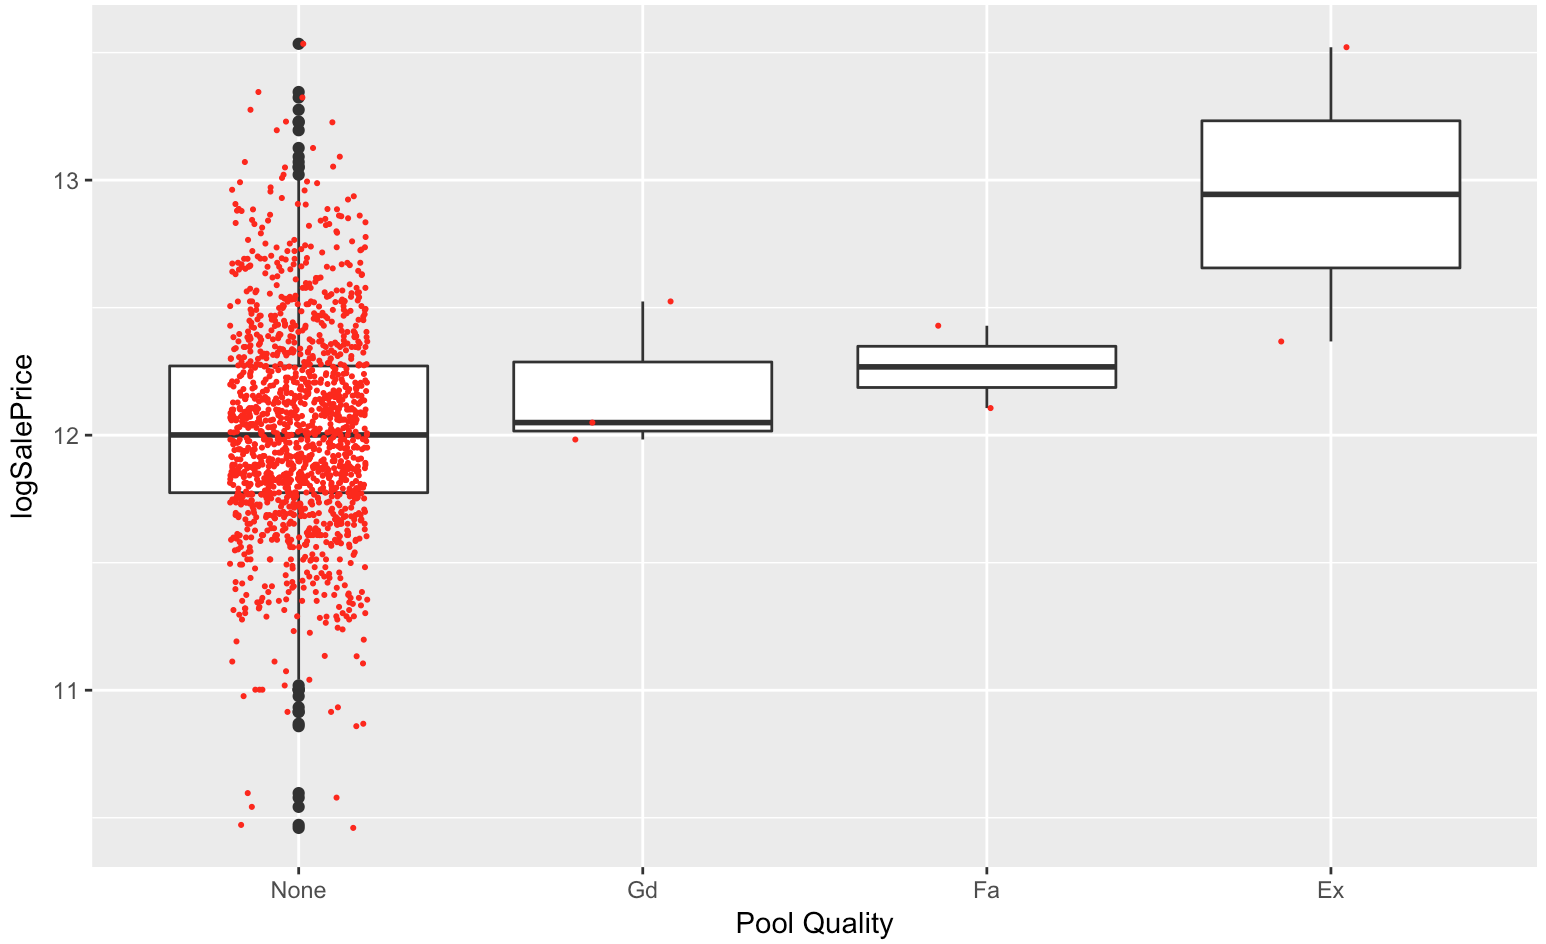 logSalePrice
13
12
11
None Gd Fa Ex
Pool Quality